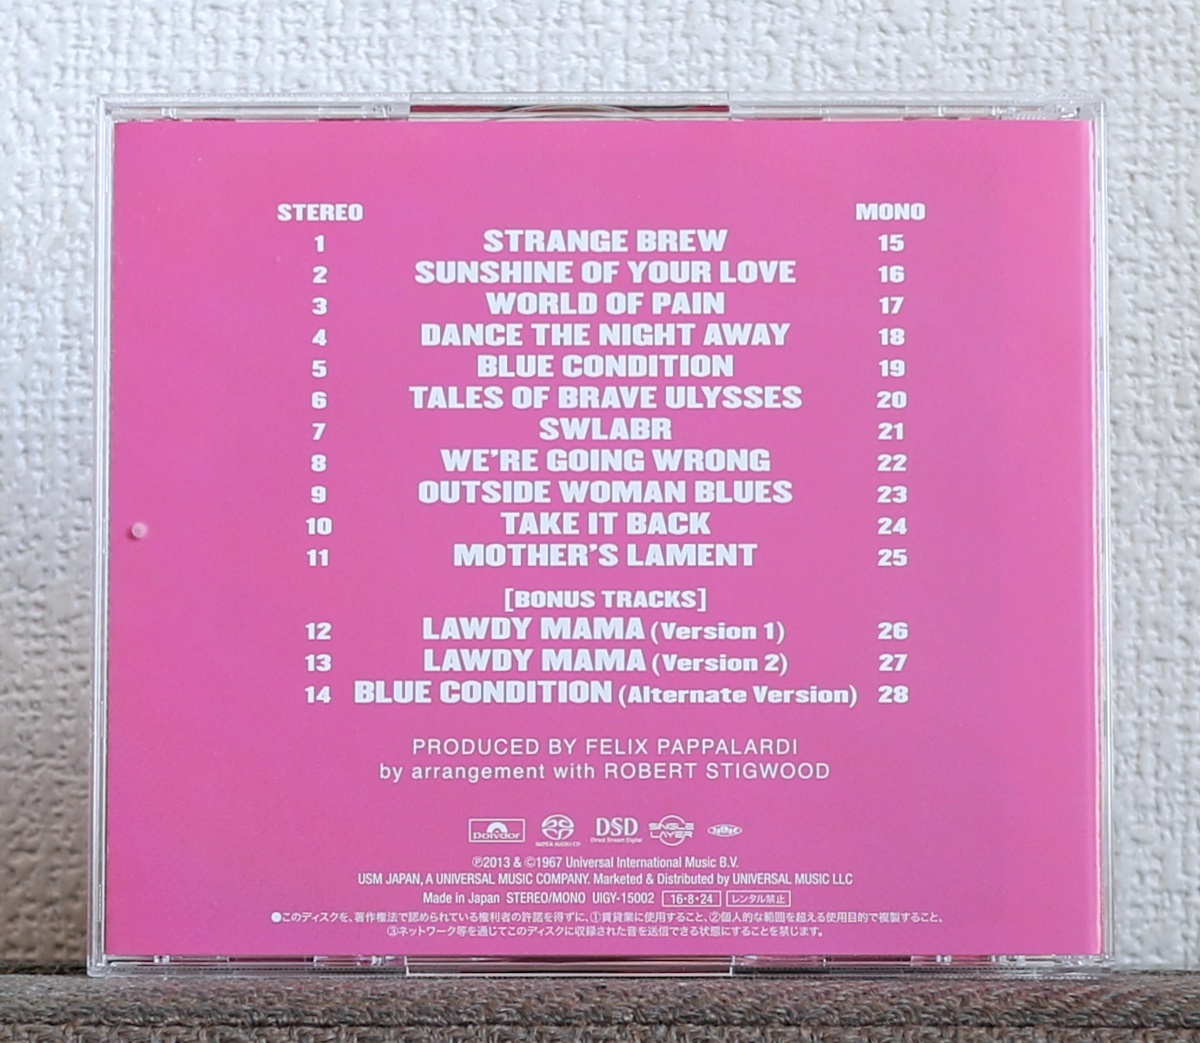 STEREO MONO
1 STRANGE BREW 15
2 SUNSHINE OF YOUR LOVE 16
3 WORLD OF PAIN 17
4 DANCE THE NIGHT AWAY 18
5 BLUE CONDITION 19
6 TALES OF BRAVE ULYSSES 20
7 SWLABR 21
8 WE'RE GOING WRONG 22
9 OUTSIDE WOMAN BLUES 23
10 TAKE IT BACK 24
11 MOTHER'S LAMENT 25
[BONUS TRACKS]
12 LAWDY MAMA (Version 1) 26
13 LAWDY MAMA (Version 2) 27
14 BLUE CONDITION (Alternate Version) 28
PRODUCED BY FELIX PAPPALARDI
by arrangement with ROBERT STIGWOOD
Polydor SUPER AUDIO CD DSD Direct Stream Digital SINGLE LAYER
℗2013 & ©1967 Universal International Music B.V.
USM JAPAN, A UNIVERSAL MUSIC COMPANY. Marketed & Distributed by UNIVERSAL MUSIC LLC
Made in Japan STEREO/MONO UIGY-15002 16・8・24 レンタル禁止
●このディスクを、著作権法で認められている権利者の許諾を得ずに、①賃貸業に使用すること、②個人的な範囲を超える使用目的で複製すること、
③ネットワーク等を通じてこのディスクに収録された音を送信できる状態にすることを禁じます。